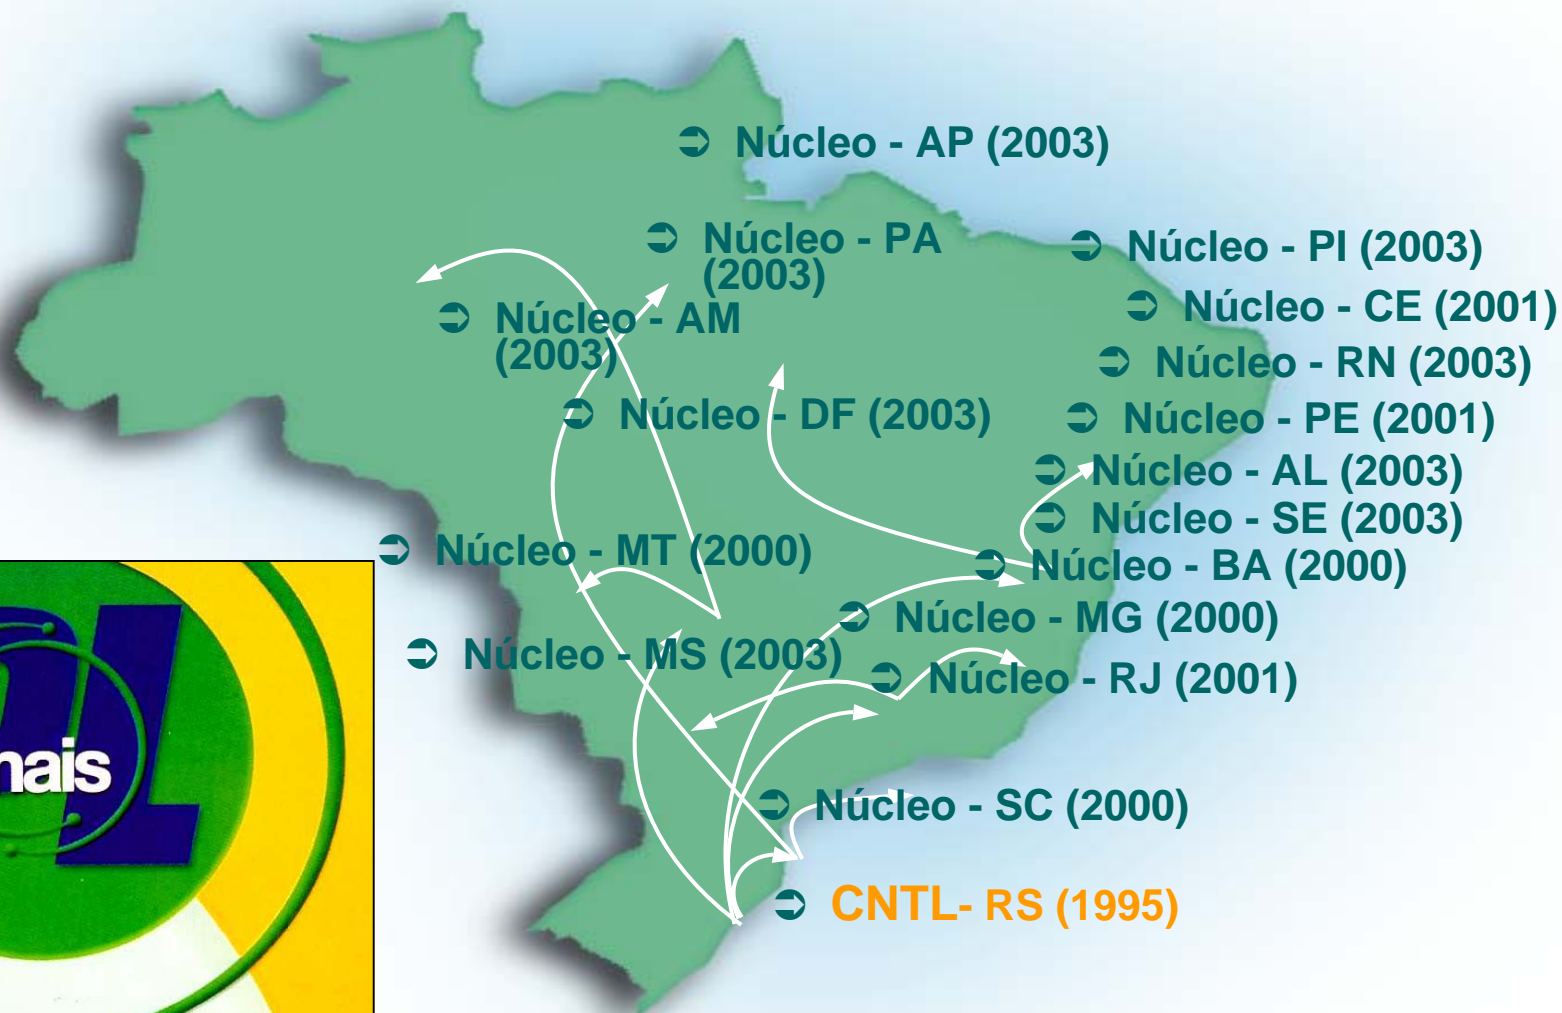 ➲ Núcleo - AP (2003)
➲ Núcleo - PA
(2003)
➲ Núcleo - PI (2003)
➲ Núcleo - AM
(2003)
➲ Núcleo - CE (2001)
➲ Núcleo - RN (2003)
➲ Núcleo - DF (2003)
➲ Núcleo - PE (2001)
➲ Núcleo - AL (2003)
➲ Núcleo - SE (2003)
➲ Núcleo - MT (2000)
➲ Núcleo - BA (2000)
➲ Núcleo - MG (2000)
➲ Núcleo - MS (2003)
➲ Núcleo - RJ (2001)
nais
➲ Núcleo - SC (2000)
➲ CNTL- RS (1995)